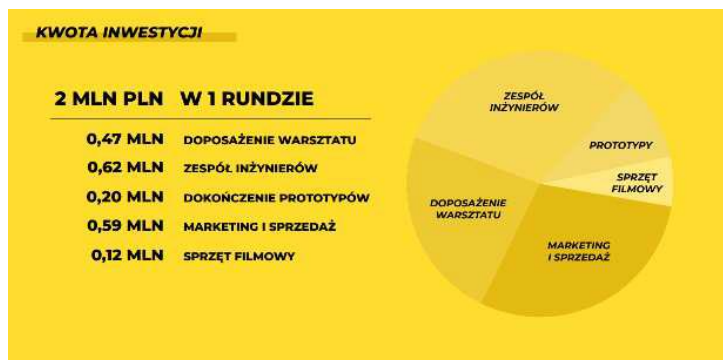 KWOTA INWESTYCJI
2 MLN PLN W 1 RUNDZIE
0,47 MLN DOPOSAŻENIE WARSZTATU
0,62 MLN ZESPÓŁ INŻYNIERÓW
0,20 MLN DOKOŃCZENIE PROTOTYPÓW
0,59 MLN MARKETING I SPRZEDAŻ
0,12 MLN SPRZĘT FILMOWY
ZESPÓŁ
INŻYNIERÓW
PROTOTYPY
SPRZĘT
FILMOWY
DOPOSAŻENIE
WARSZTATU
MARKETING
I SPRZEDAŻ